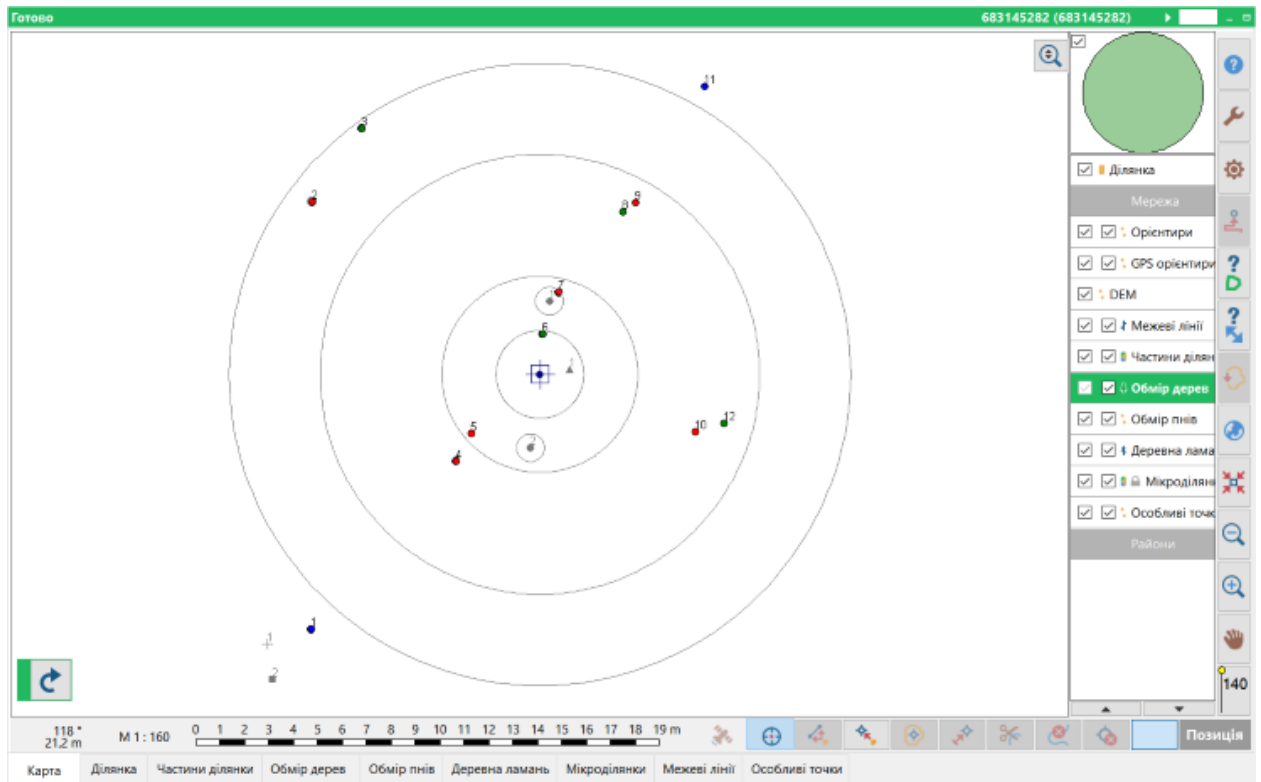 Готово 683145282 (683145282)
11
3
2
9
8
7
6
1
5
4
2
10
12
1
1
2
Ділянка
Мережа
Орієнтири
GPS орієнтири
DEM
Межеві лінії
Частини ділян
Обмір дерев
Обмір пнів
Деревна лама
Мікроділян
Особливі точк
Райони
?
? D
?
140
118 °
21,2 m
M 1 : 160
0 1 2 3 4 5 6 7 8 9 10 11 12 13 14 15 16 17 18 19 m
Позиція
Карта Ділянка Частини ділянки Обмір дерев Обмір пнів Деревна ламань Мікроділянки Межеві лінії Особливі точки